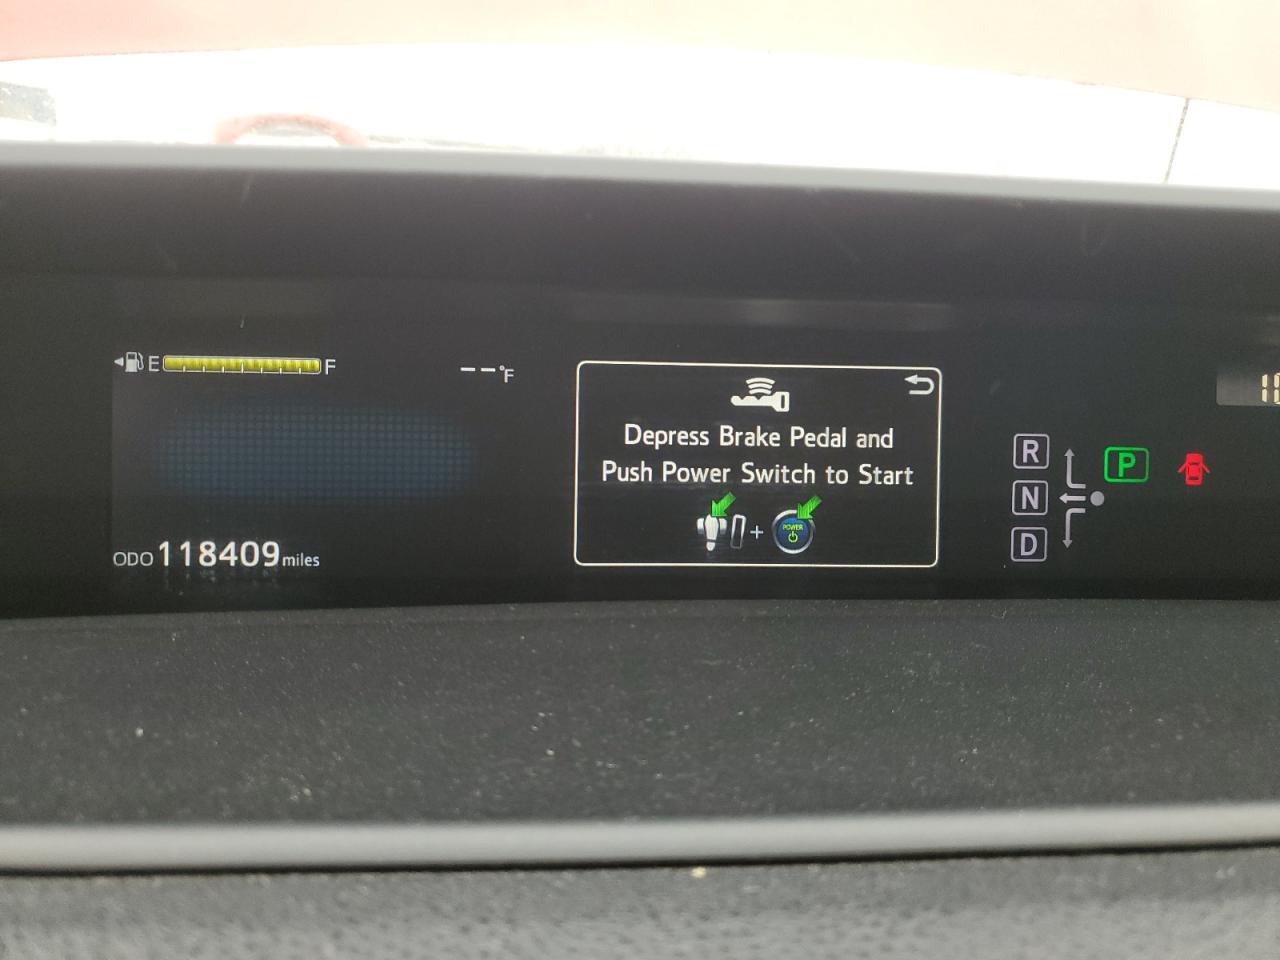 E F
--°F
Depress Brake Pedal and
Push Power Switch to Start
+ POWER
R
N
D
P
ODO 118409 miles